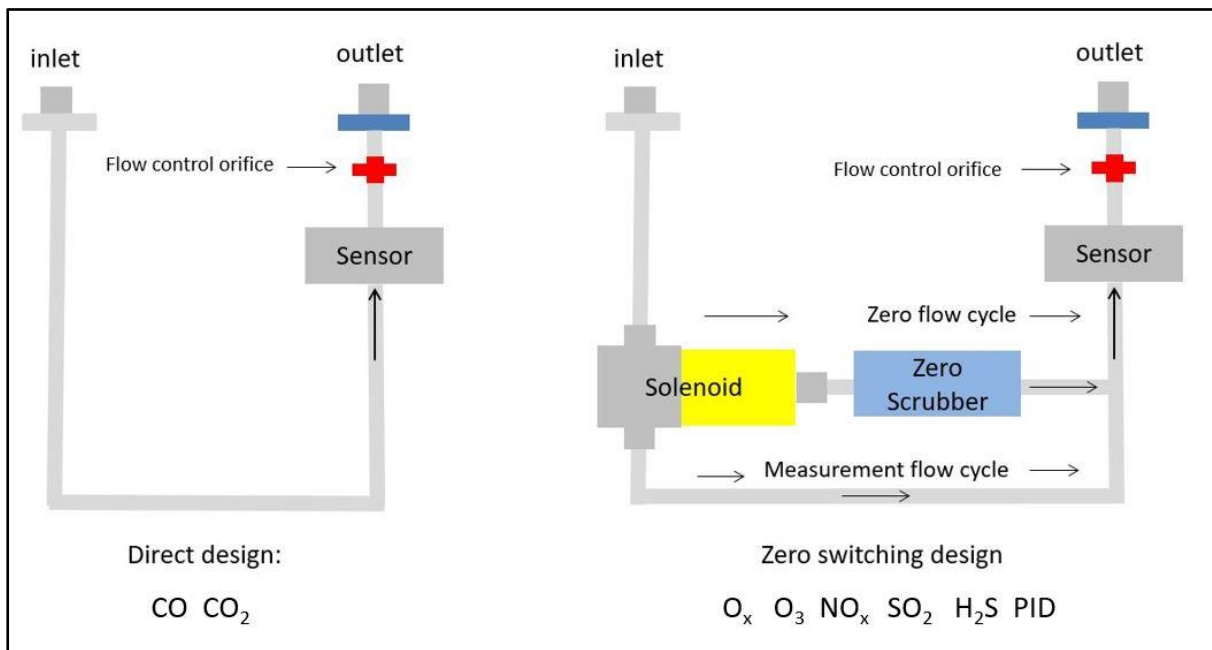 inlet
outlet
Flow control orifice
Sensor
Direct design:
CO CO₂
inlet
outlet
Flow control orifice
Sensor
Zero flow cycle
Solenoid
Zero
Scrubber
Measurement flow cycle
Zero switching design
Oₓ O₃ NOₓ SO₂ H₂S PID